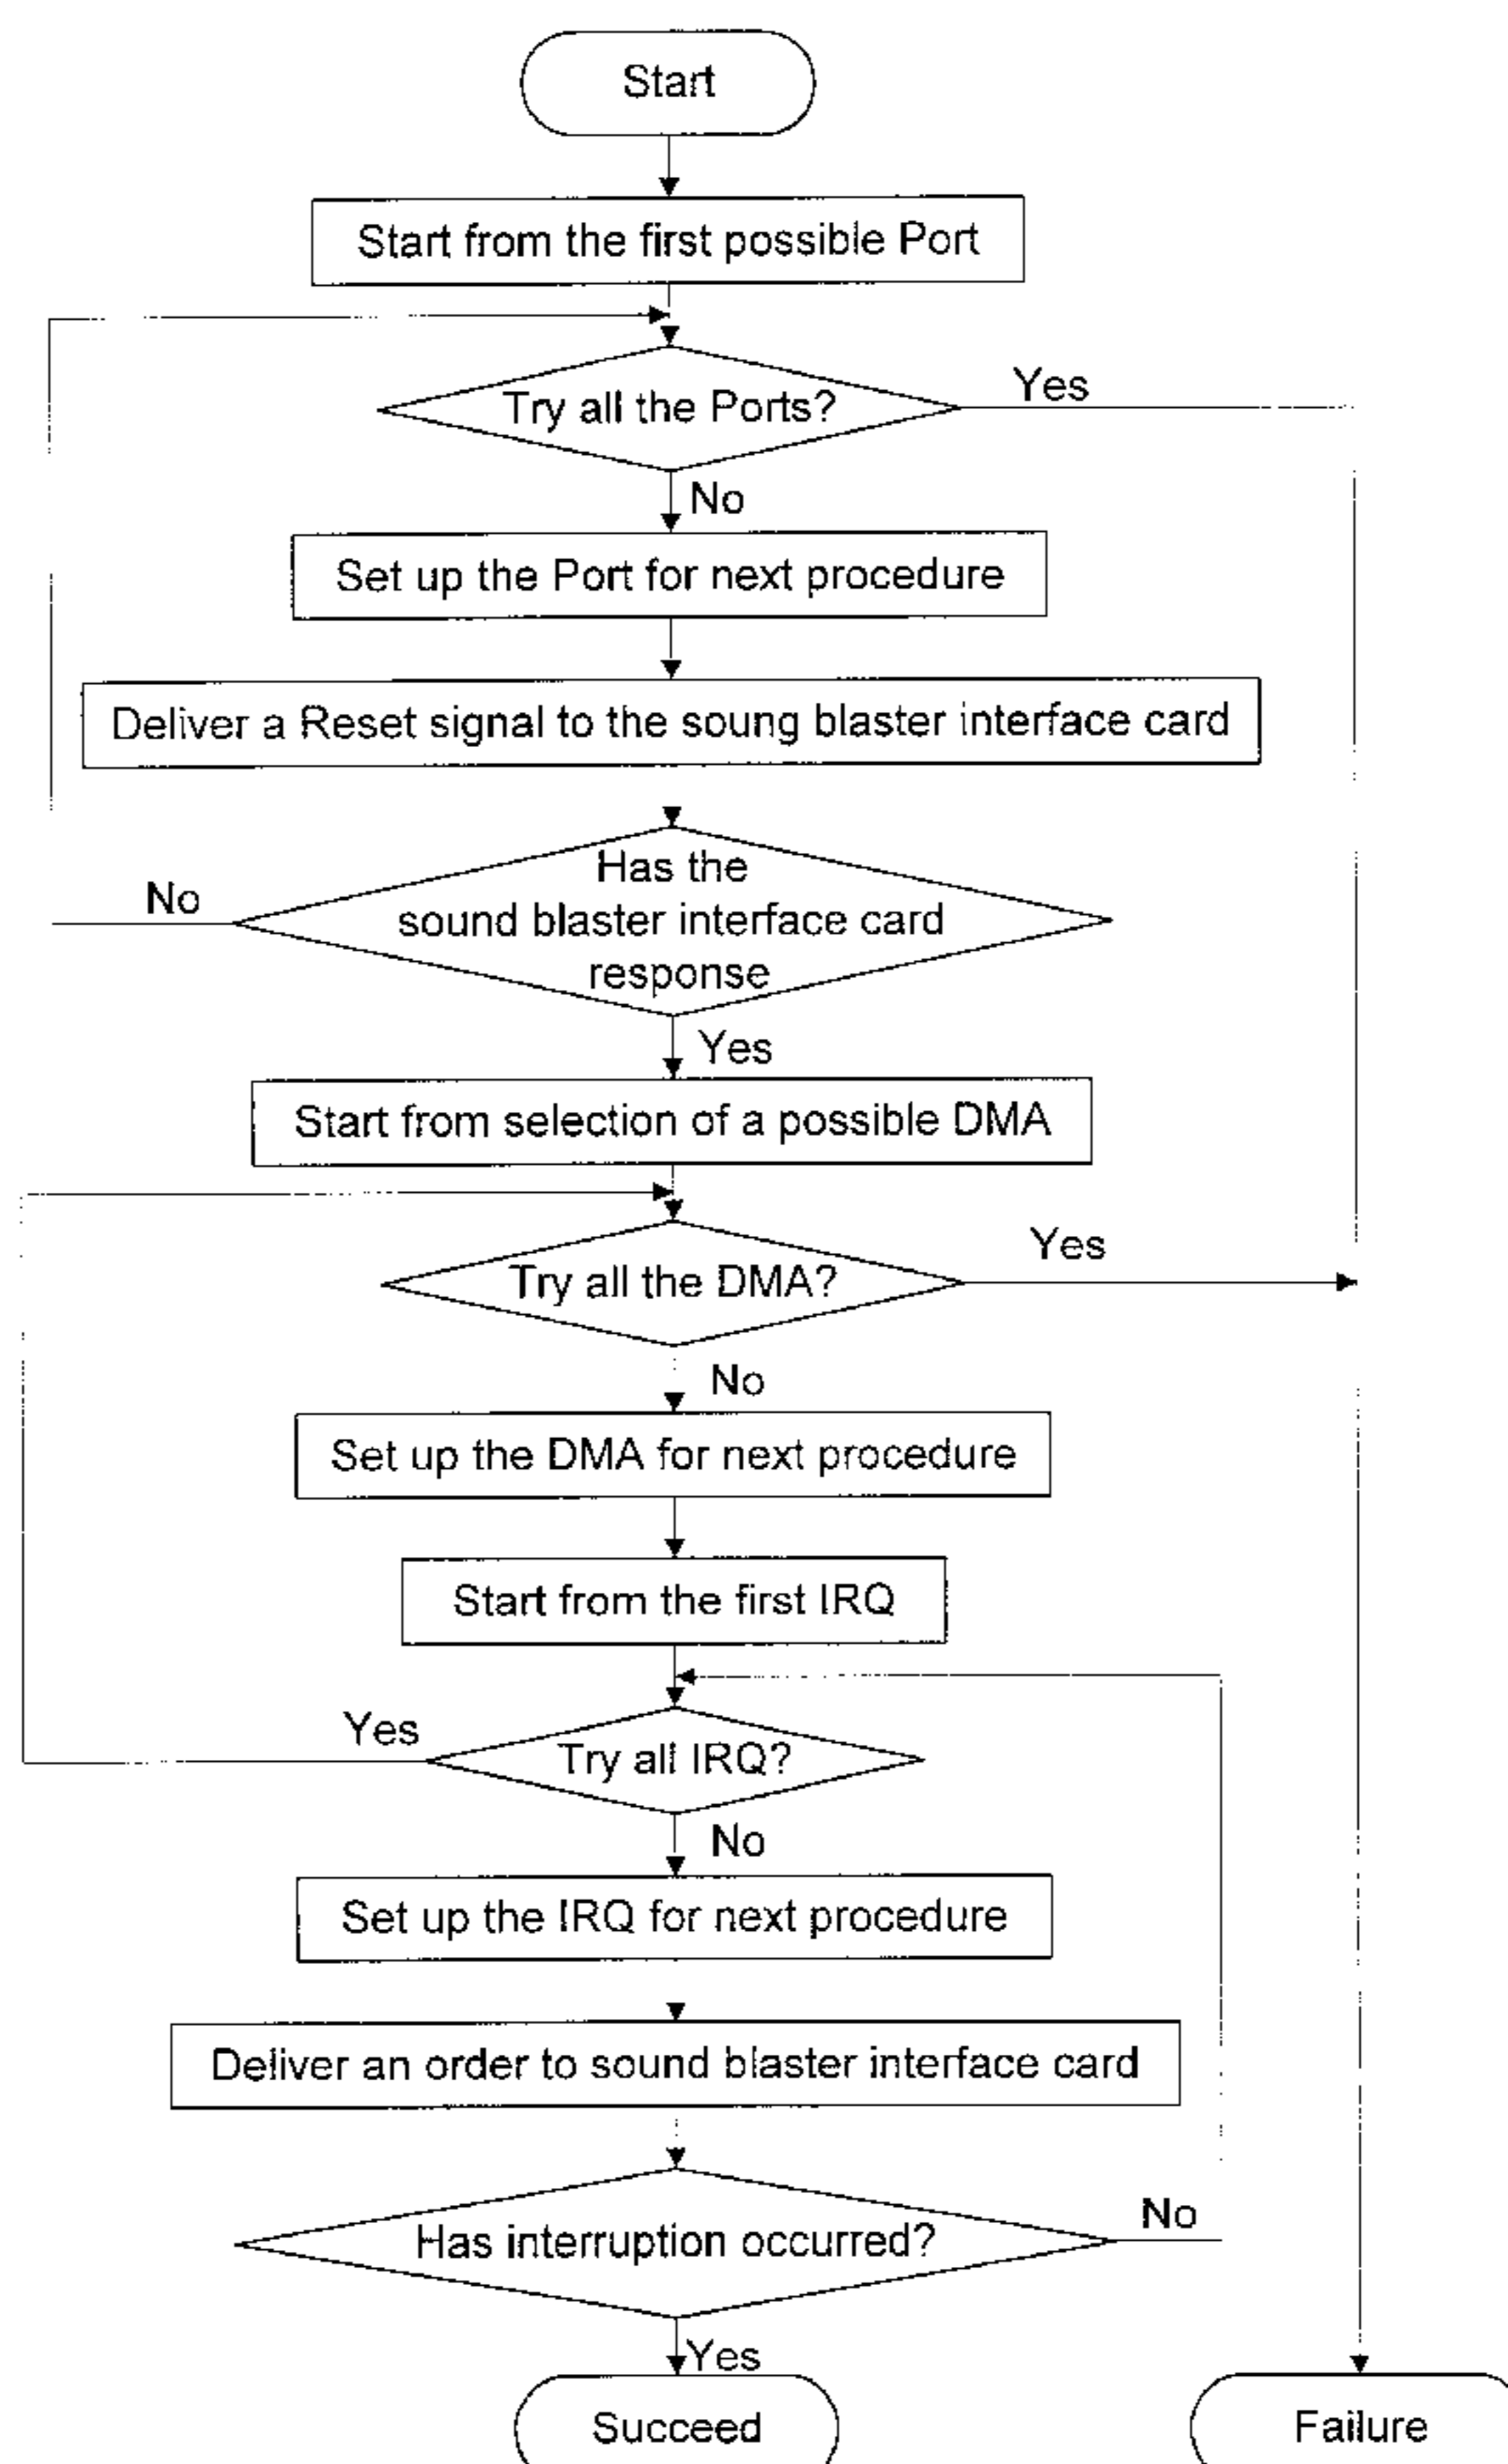 Start
Start from the first possible Port
Try all the Ports?
Yes
No
Set up the Port for next procedure
Deliver a Reset signal to the soung blaster interface card
Has the
sound blaster interface card
response
No
Yes
Start from selection of a possible DMA
Try all the DMA?
Yes
No
Set up the DMA for next procedure
Start from the first IRQ
Yes
Try all IRQ?
No
Set up the IRQ for next procedure
Deliver an order to sound blaster interface card
Has interruption occurred?
No
Yes
Succeed
Failure